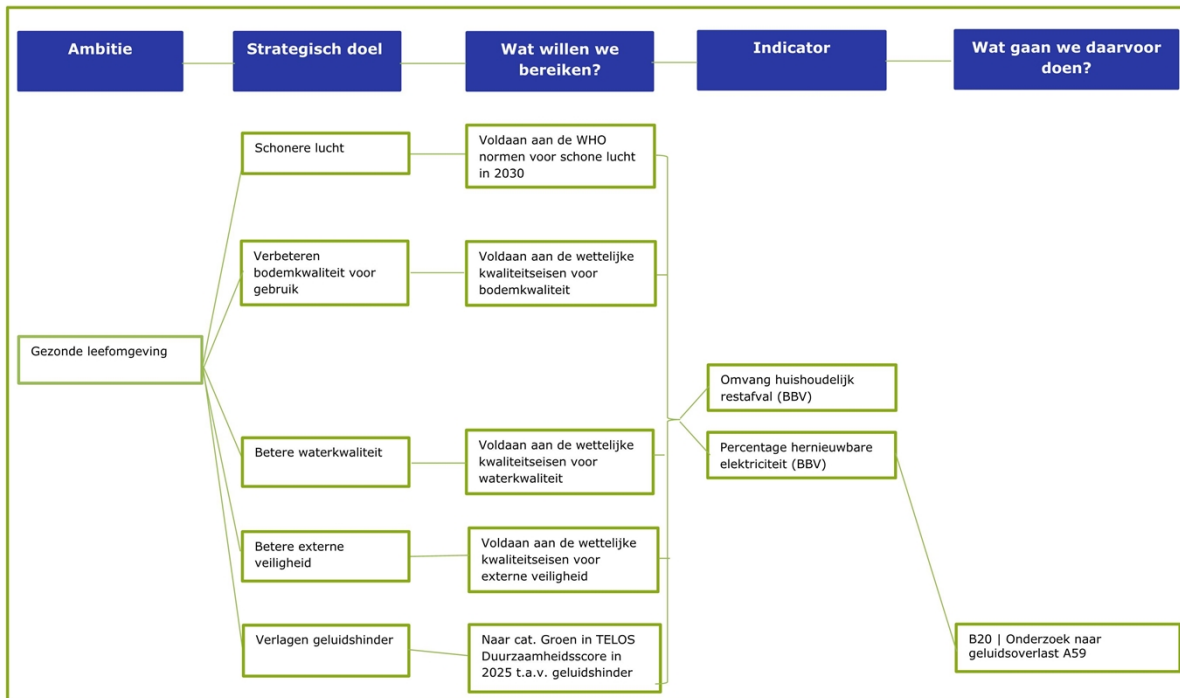 Ambitie
Strategisch doel
Wat willen we
bereiken?
Indicator
Wat gaan we daarvoor
doen?
Schonere lucht
Voldaan aan de WHO
normen voor schone lucht
in 2030
Verbeteren
bodemkwaliteit voor
gebruik
Voldaan aan de wettelijke
kwaliteitseisen voor
bodemkwaliteit
Gezonde leefomgeving
Omvang huishoudelijk
restafval (BBV)
Betere waterkwaliteit
Voldaan aan de wettelijke
kwaliteitseisen voor
waterkwaliteit
Percentage hernieuwbare
elektriciteit (BBV)
Betere externe
veiligheid
Voldaan aan de wettelijke
kwaliteitseisen voor
externe veiligheid
Verlagen geluidshinder
Naar cat. Groen in TELOS
Duurzaamheidsscore in
2025 t.a.v. geluidshinder
B20 | Onderzoek naar
geluidsoverlast A59